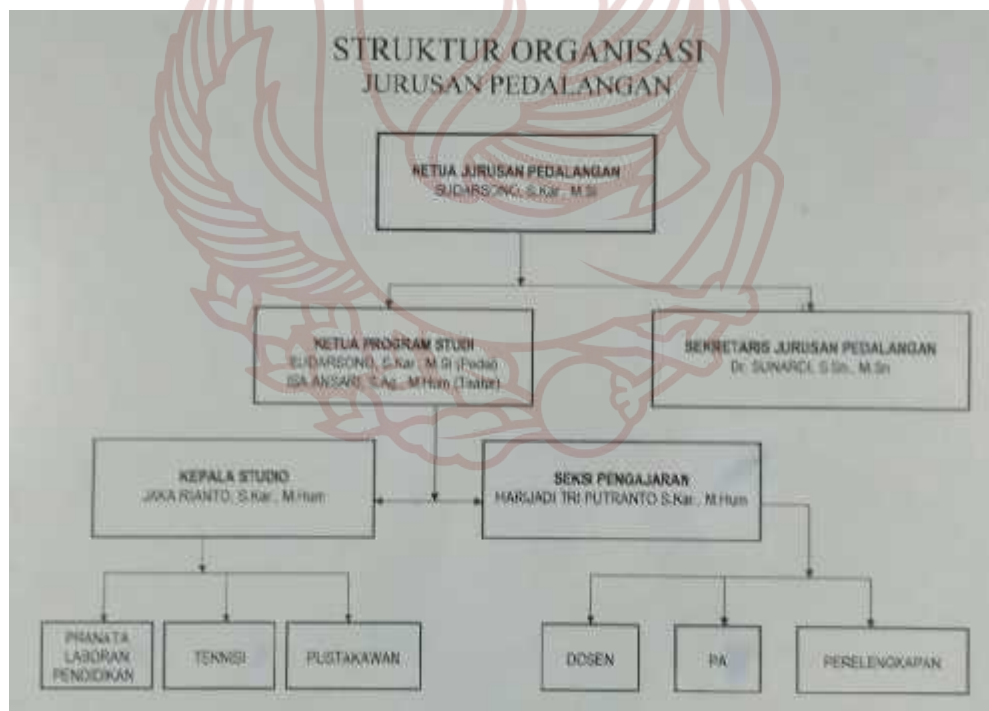 STRUKTUR ORGANISASI
JURUSAN PEDALANGAN
KETUA JURUSAN PEDALANGAN
SUDARSONO, S.Kar., M.Si
KETUA PROGRAM STUDI
SUDARSONO, S.Kar., M.Si (Pedal)
ISA ANSARI, S.Ag., M.Hum (Teater)
SEKRETARIS JURUSAN PEDALANGAN
Dr. SUNARDI, S.Sn., M.Sn
KEPALA STUDIO
JAKA RIANTO, S.Kar., M.Hum
SEKSI PENGAJARAN
HARIJADI TRI PUTRANTO S.Kar., M.Hum
PRANATA
LABORAN
PENDIDIKAN
TEKNISI
PUSTAKAWAN
DOSEN
PA
PERELENGKAPAN